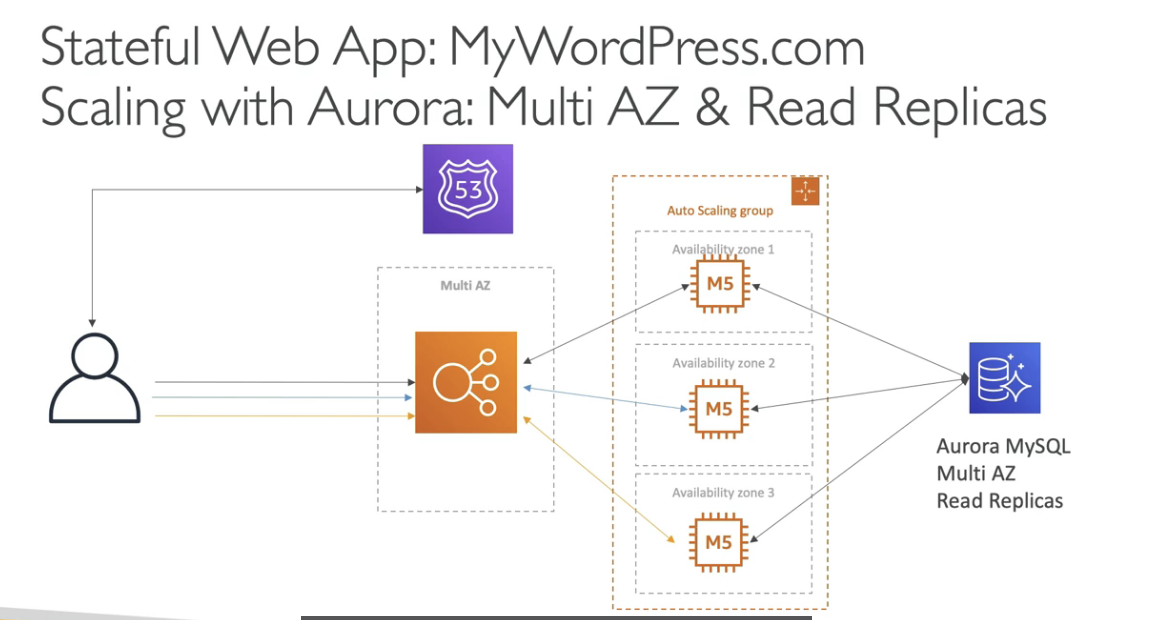 Stateful Web App: MyWordPress.com
Scaling with Aurora: Multi AZ & Read Replicas
53
Auto Scaling group
Availability zone 1
M5
Multi AZ
Availability zone 2
M5
Availability zone 3
M5
Aurora MySQL
Multi AZ
Read Replicas